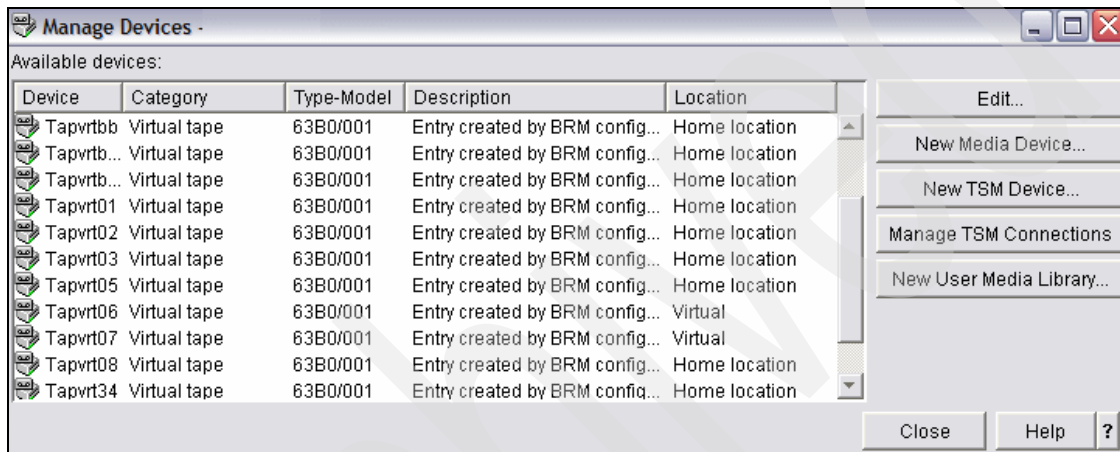 Manage Devices -
Available devices:
Device Category Type-Model Description Location
Tapvrtbb Virtual tape 63B0/001 Entry created by BRM config... Home location
Tapvrtb... Virtual tape 63B0/001 Entry created by BRM config... Home location
Tapvrtb... Virtual tape 63B0/001 Entry created by BRM config... Home location
Tapvrt01 Virtual tape 63B0/001 Entry created by BRM config... Home location
Tapvrt02 Virtual tape 63B0/001 Entry created by BRM config... Home location
Tapvrt03 Virtual tape 63B0/001 Entry created by BRM config... Home location
Tapvrt05 Virtual tape 63B0/001 Entry created by BRM config... Home location
Tapvrt06 Virtual tape 63B0/001 Entry created by BRM config... Virtual
Tapvrt07 Virtual tape 63B0/001 Entry created by BRM config... Virtual
Tapvrt08 Virtual tape 63B0/001 Entry created by BRM config... Home location
Tapvrt34 Virtual tape 63B0/001 Entry created by BRM config... Home location
Edit...
New Media Device...
New TSM Device...
Manage TSM Connections
New User Media Library...
Close Help ?